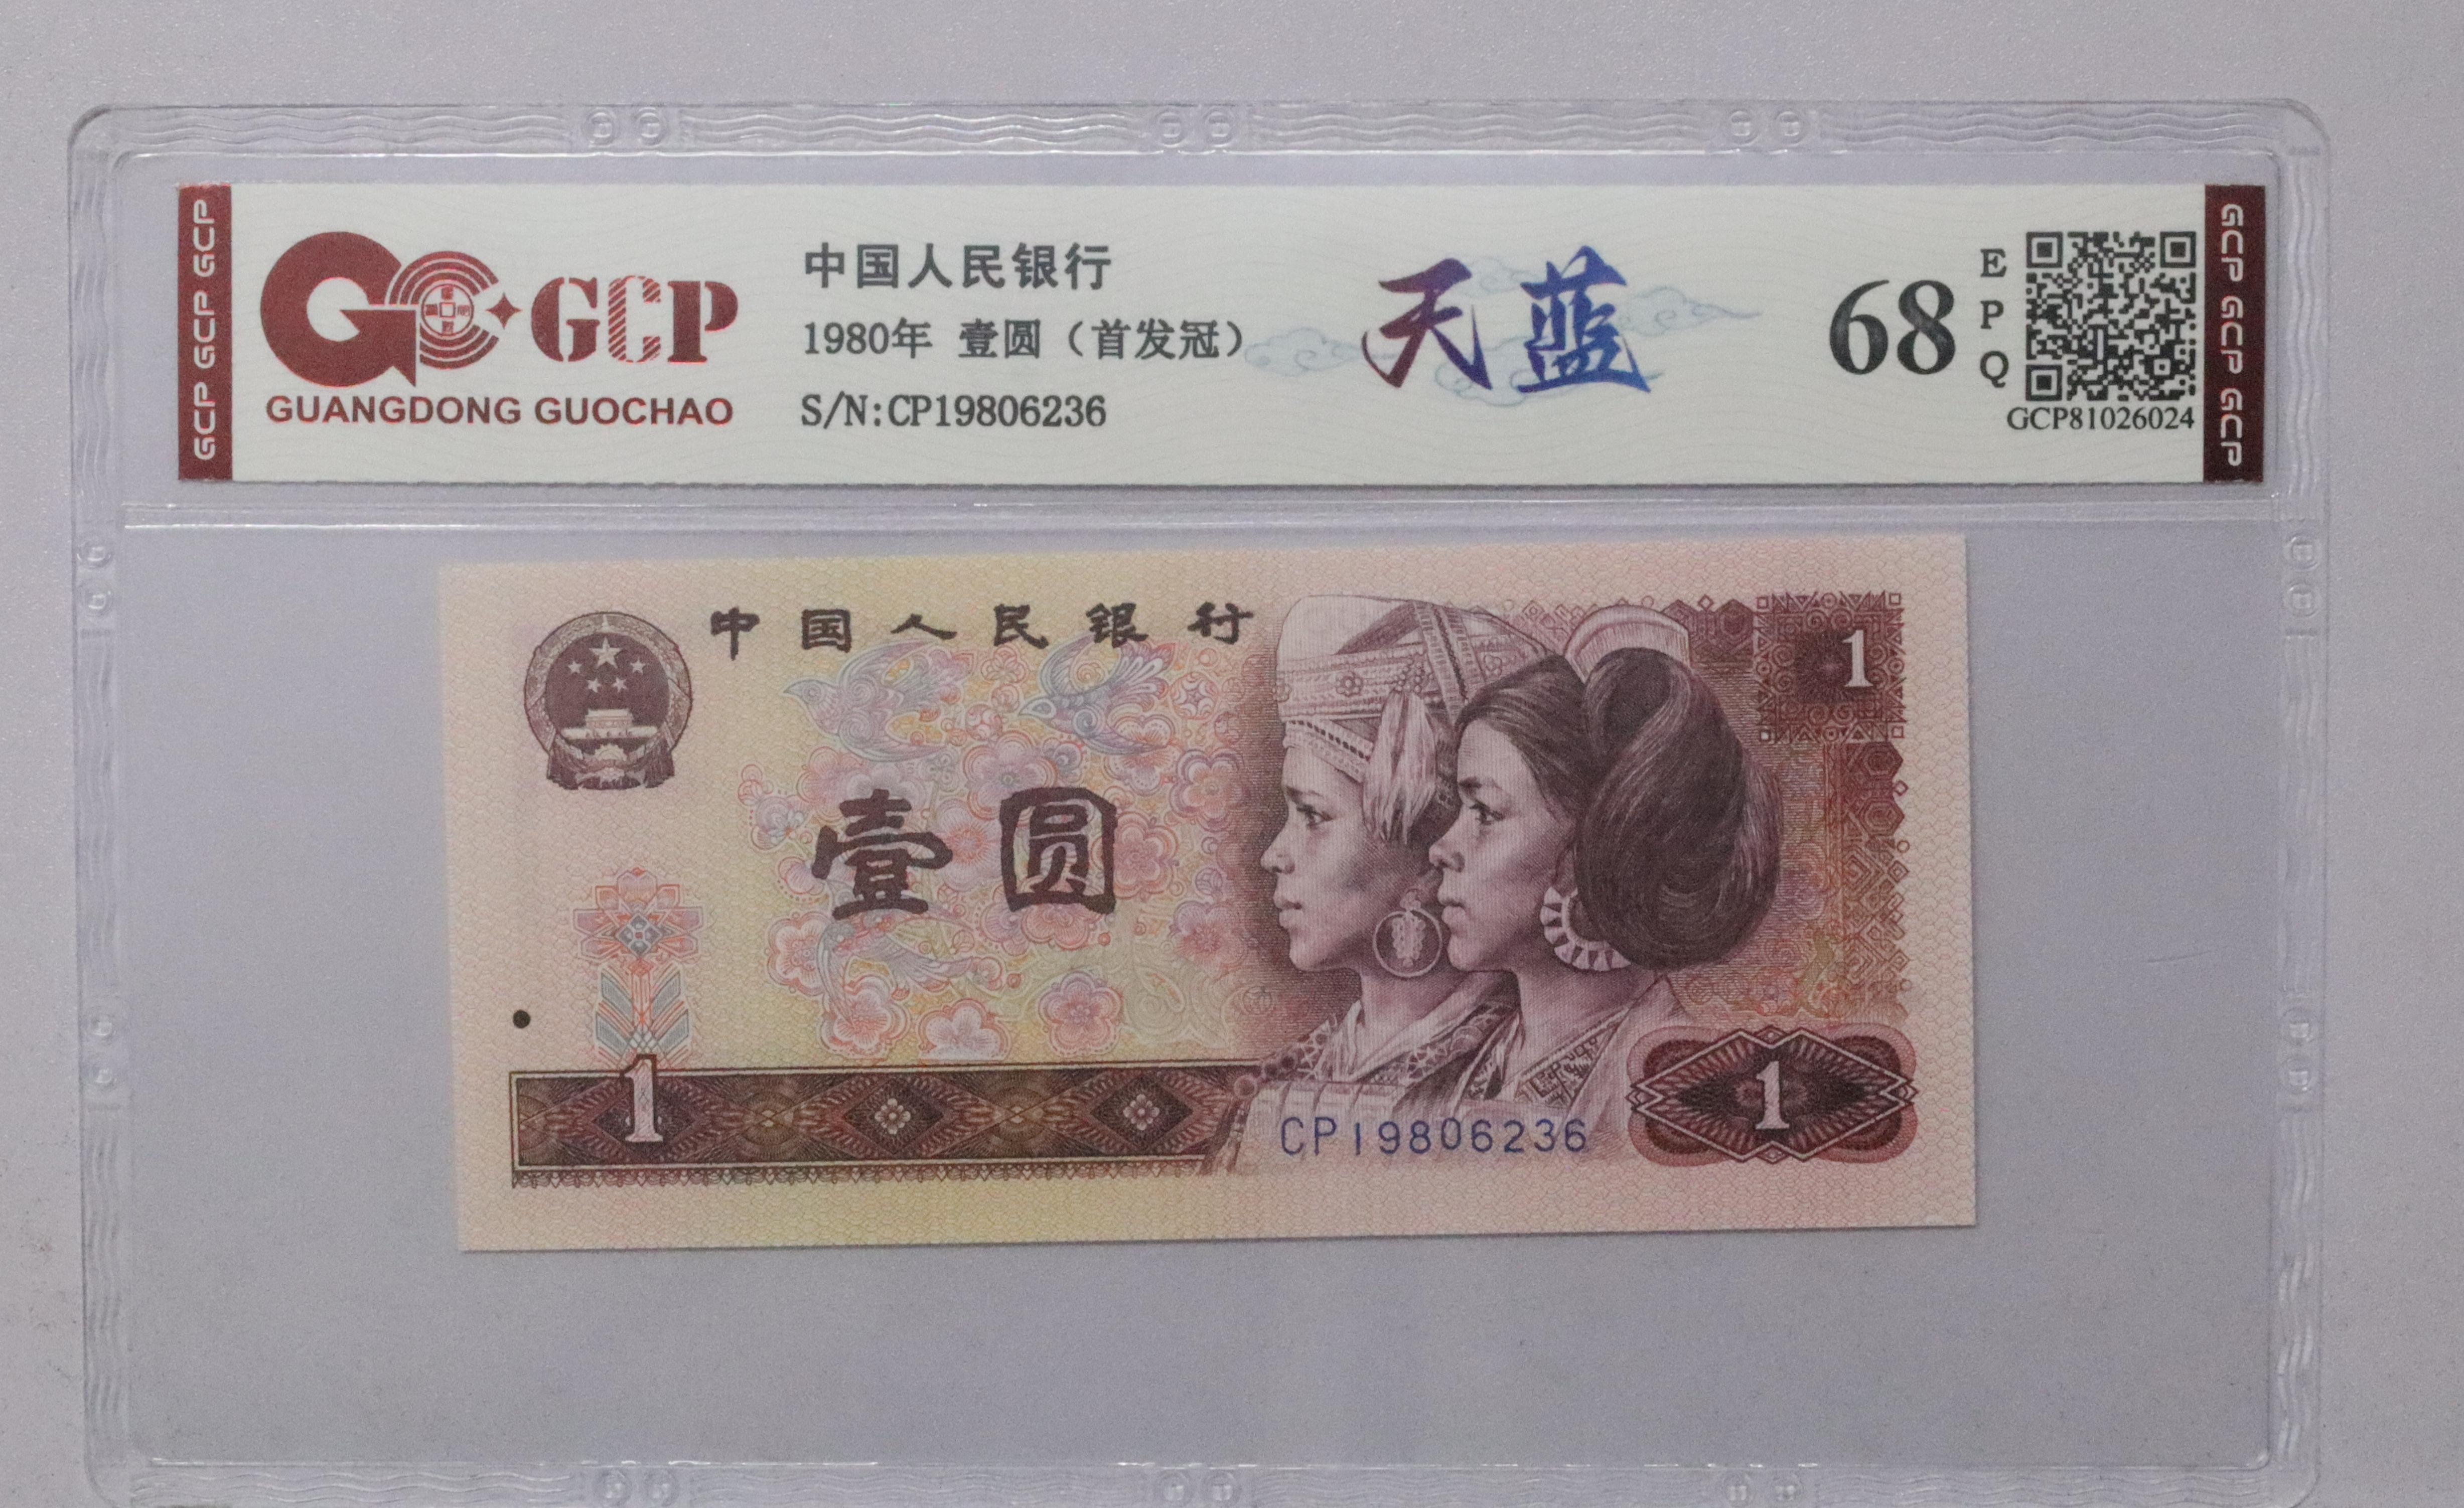 GCP GCP GCP
GCP
GUANGDONG GUOCHAO
中国人民银行
1980年 壹圆（首发冠）
S/N:CP19806236
天蓝
68
E
P
Q
GCP81026024
GCP GCP GCP
中国人民银行
1
壹圆
1
CP19806236
1